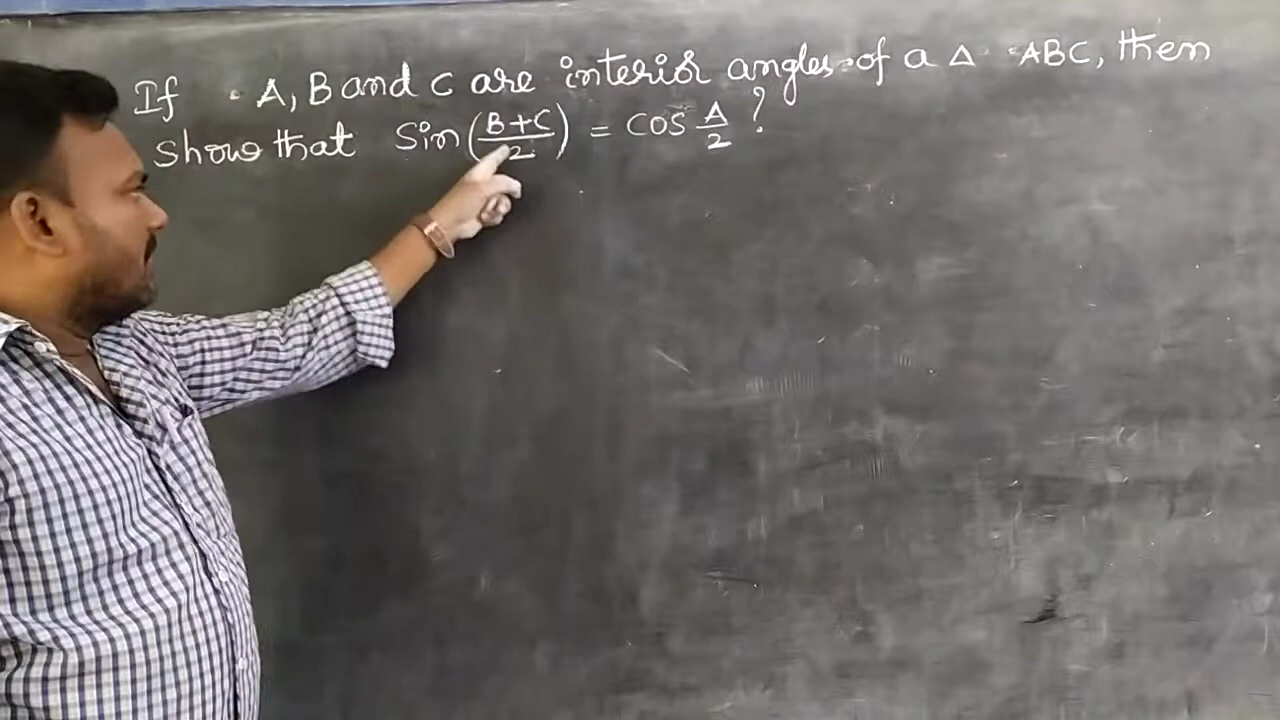 If A, B and C are interior angles of a Δ ABC, then
show that Sin(B+C/2) = cos A/2 ?